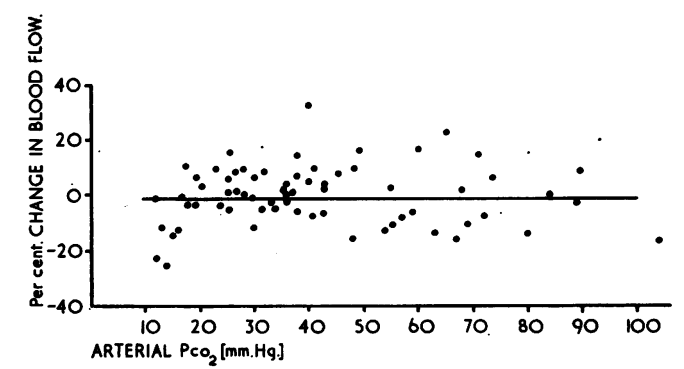 Per cent. CHANGE IN BLOOD FLOW.
40
20
0
-20
-40
10 20 30 40 50 60 70 80 90 100
ARTERIAL Pco2 [mm.Hg.]